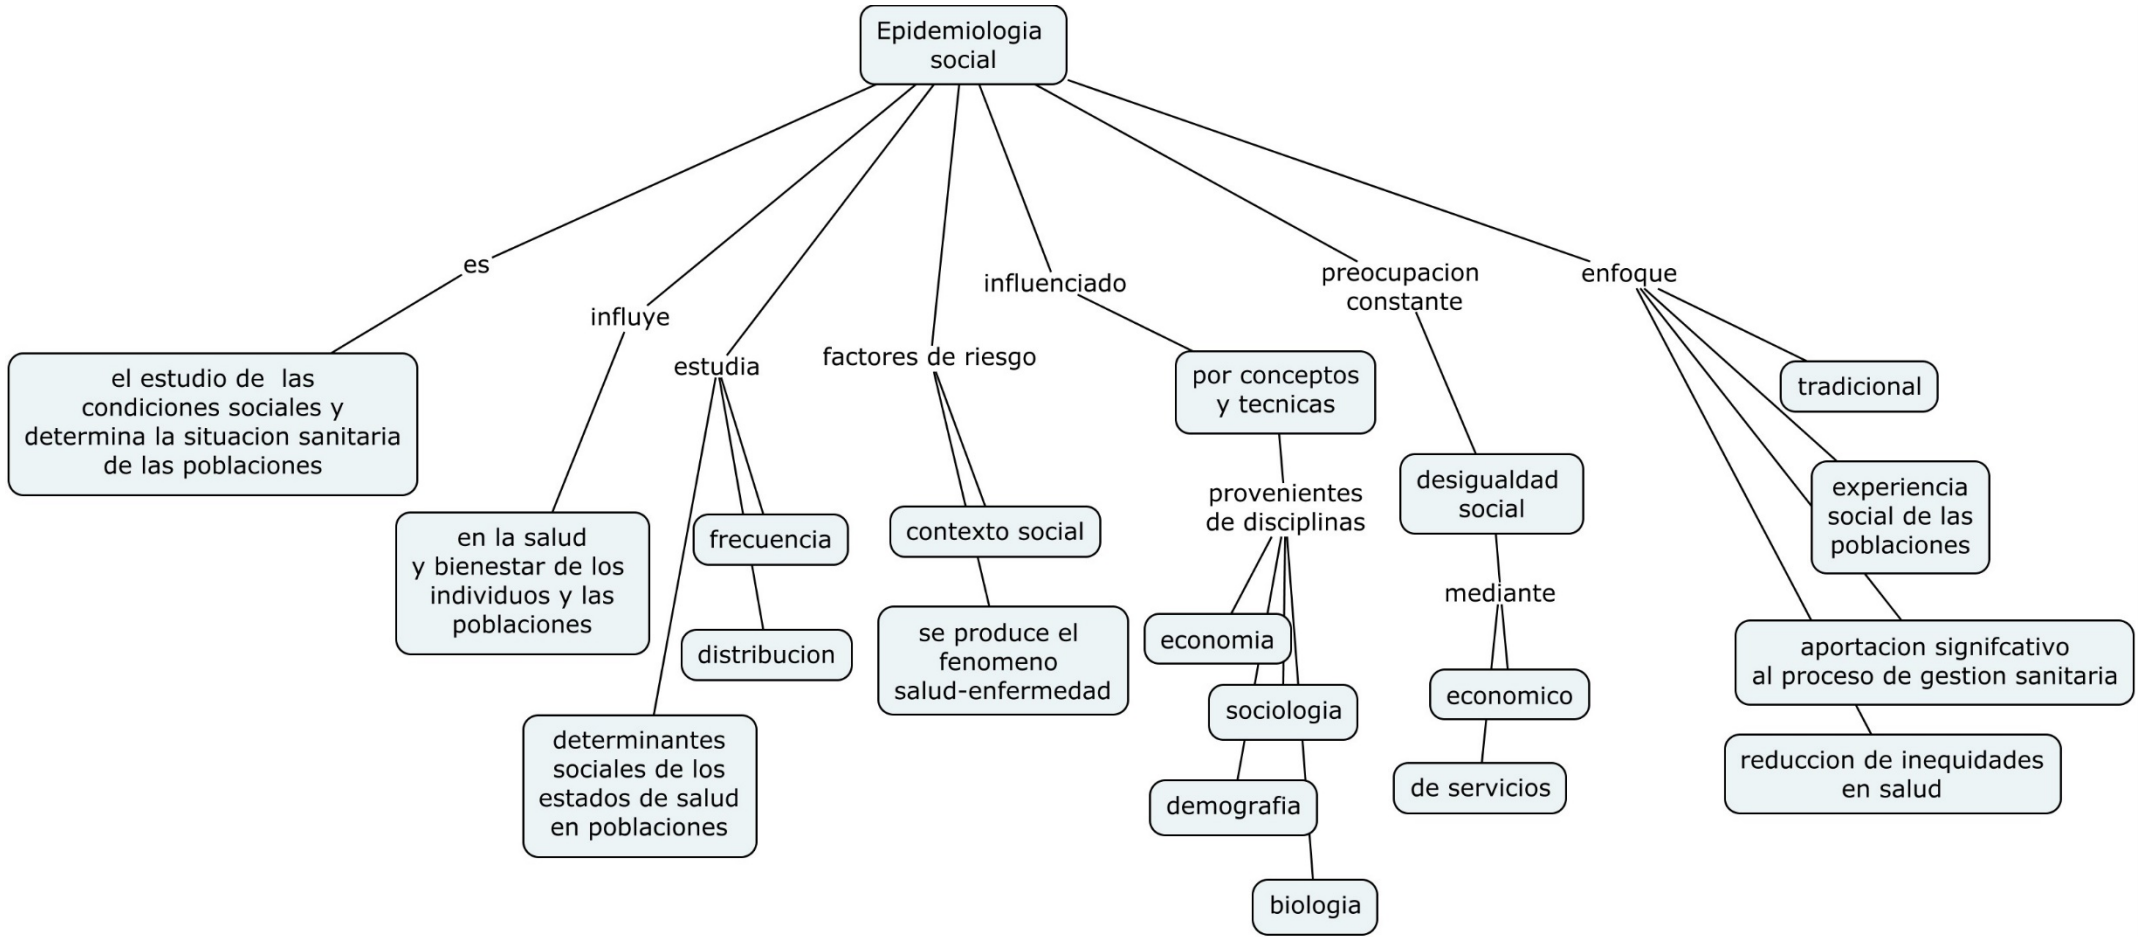 Epidemiologia
social
es
influye
estudia
factores de riesgo
influenciado
preocupacion
constante
enfoque
el estudio de las
condiciones sociales y
determina la situacion sanitaria
de las poblaciones
en la salud
y bienestar de los
individuos y las
poblaciones
frecuencia
distribucion
determinantes
sociales de los
estados de salud
en poblaciones
contexto social
se produce el
fenomeno
salud-enfermedad
por conceptos
y tecnicas
provenientes
de disciplinas
economia
sociologia
demografia
biologia
desigualdad
social
mediante
economico
de servicios
tradicional
experiencia
social de las
poblaciones
aportacion signifcativo
al proceso de gestion sanitaria
reduccion de inequidades
en salud